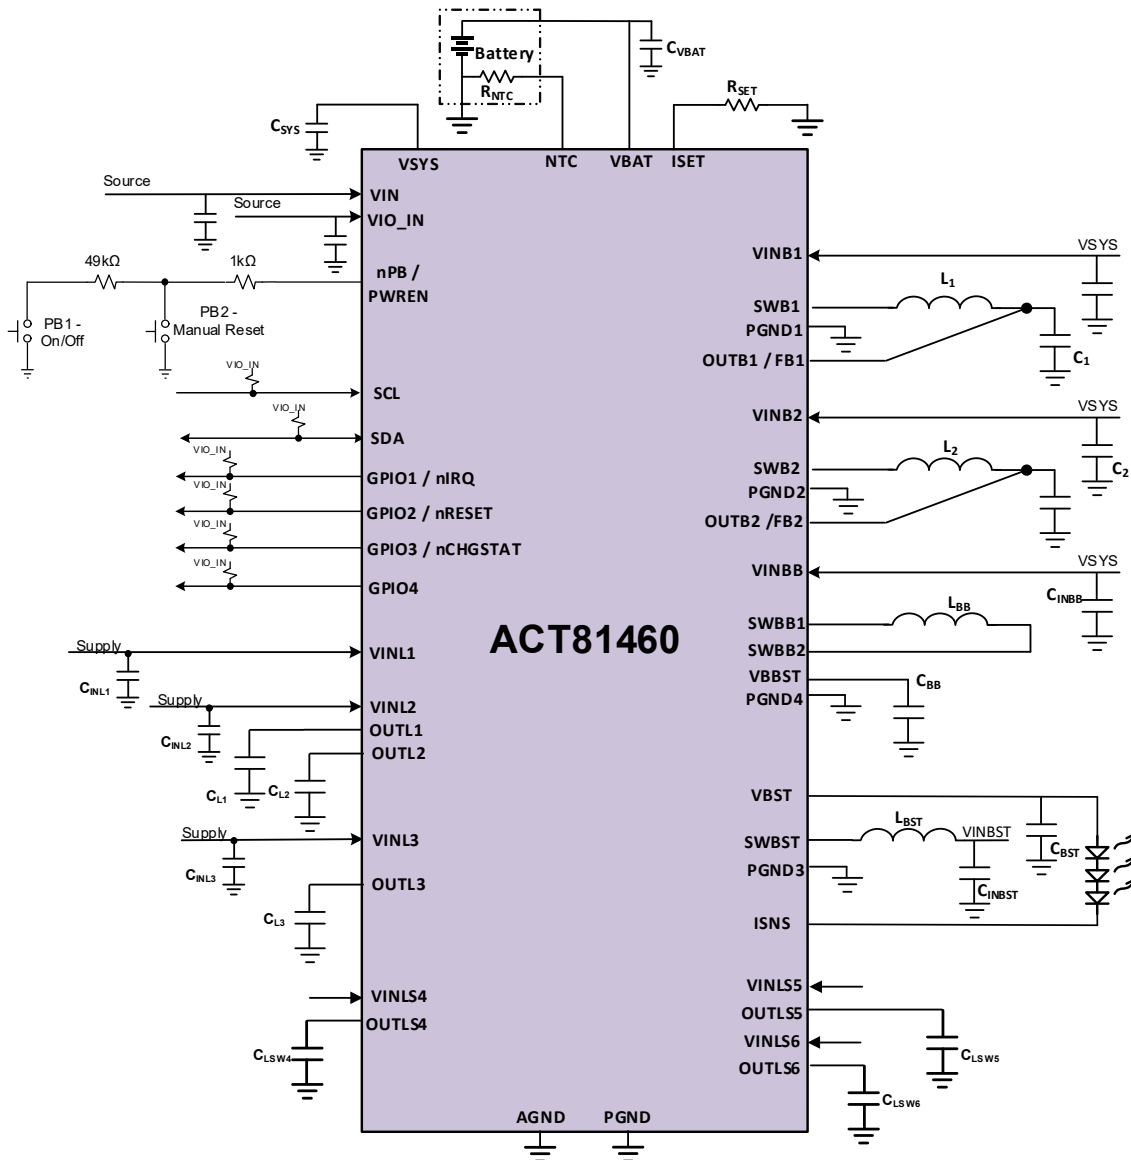 Battery
CVBAT
RNTC
RSET
CSYS
VSYS
NTC
VBAT
ISET
Source
VIN
Source
VIO_IN
49kΩ
1kΩ
nPB /
PWREN
PB1 -
On/Off
PB2 -
Manual Reset
VIO_IN
SCL
VIO_IN
SDA
VIO_IN
GPIO1 / nIRQ
VIO_IN
GPIO2 / nRESET
VIO_IN
GPIO3 / nCHGSTAT
VIO_IN
GPIO4
Supply
VINL1
CINL1
Supply
VINL2
CINL2
OUTL1
OUTL2
CL1
CL2
Supply
VINL3
CINL3
OUTL3
CL3
VINLS4
OUTLS4
CLSW4
ACT81460
VINB1
VSYS
SWB1
L1
PGND1
OUTB1 / FB1
C1
VINB2
VSYS
SWB2
L2
C2
PGND2
OUTB2 /FB2
VINBB
VSYS
CINBB
SWBB1
LBB
SWBB2
VBBST
CBB
PGND4
VBST
SWBST
LBST
VINBST
CBST
PGND3
CINBST
ISNS
VINLS5
OUTLS5
VINLS6
CLSW5
OUTLS6
CLSW6
AGND
PGND